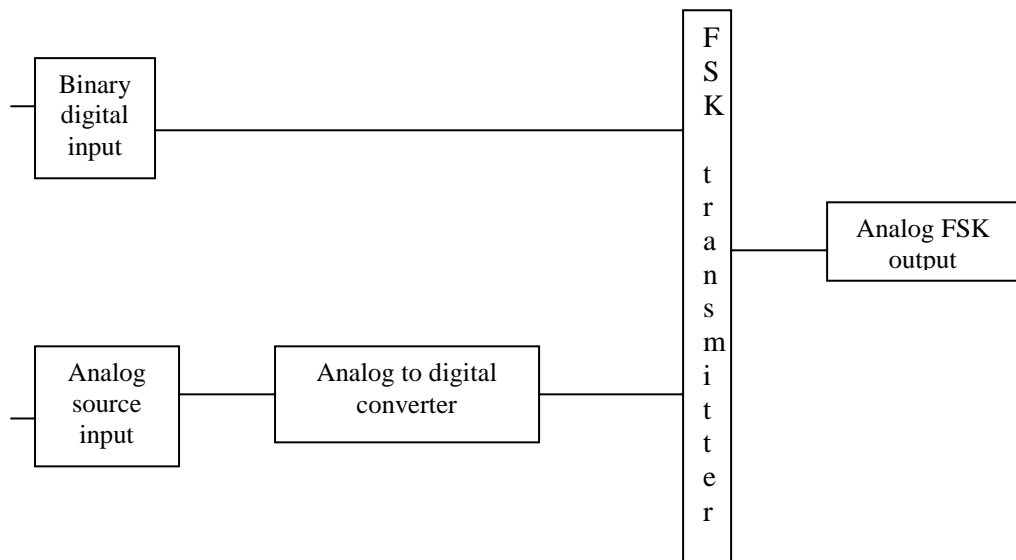 Binary
digital
input
F
S
K
t
r
a
n
s
m
i
t
t
e
r
Analog FSK
output
Analog
source
input
Analog to digital
converter